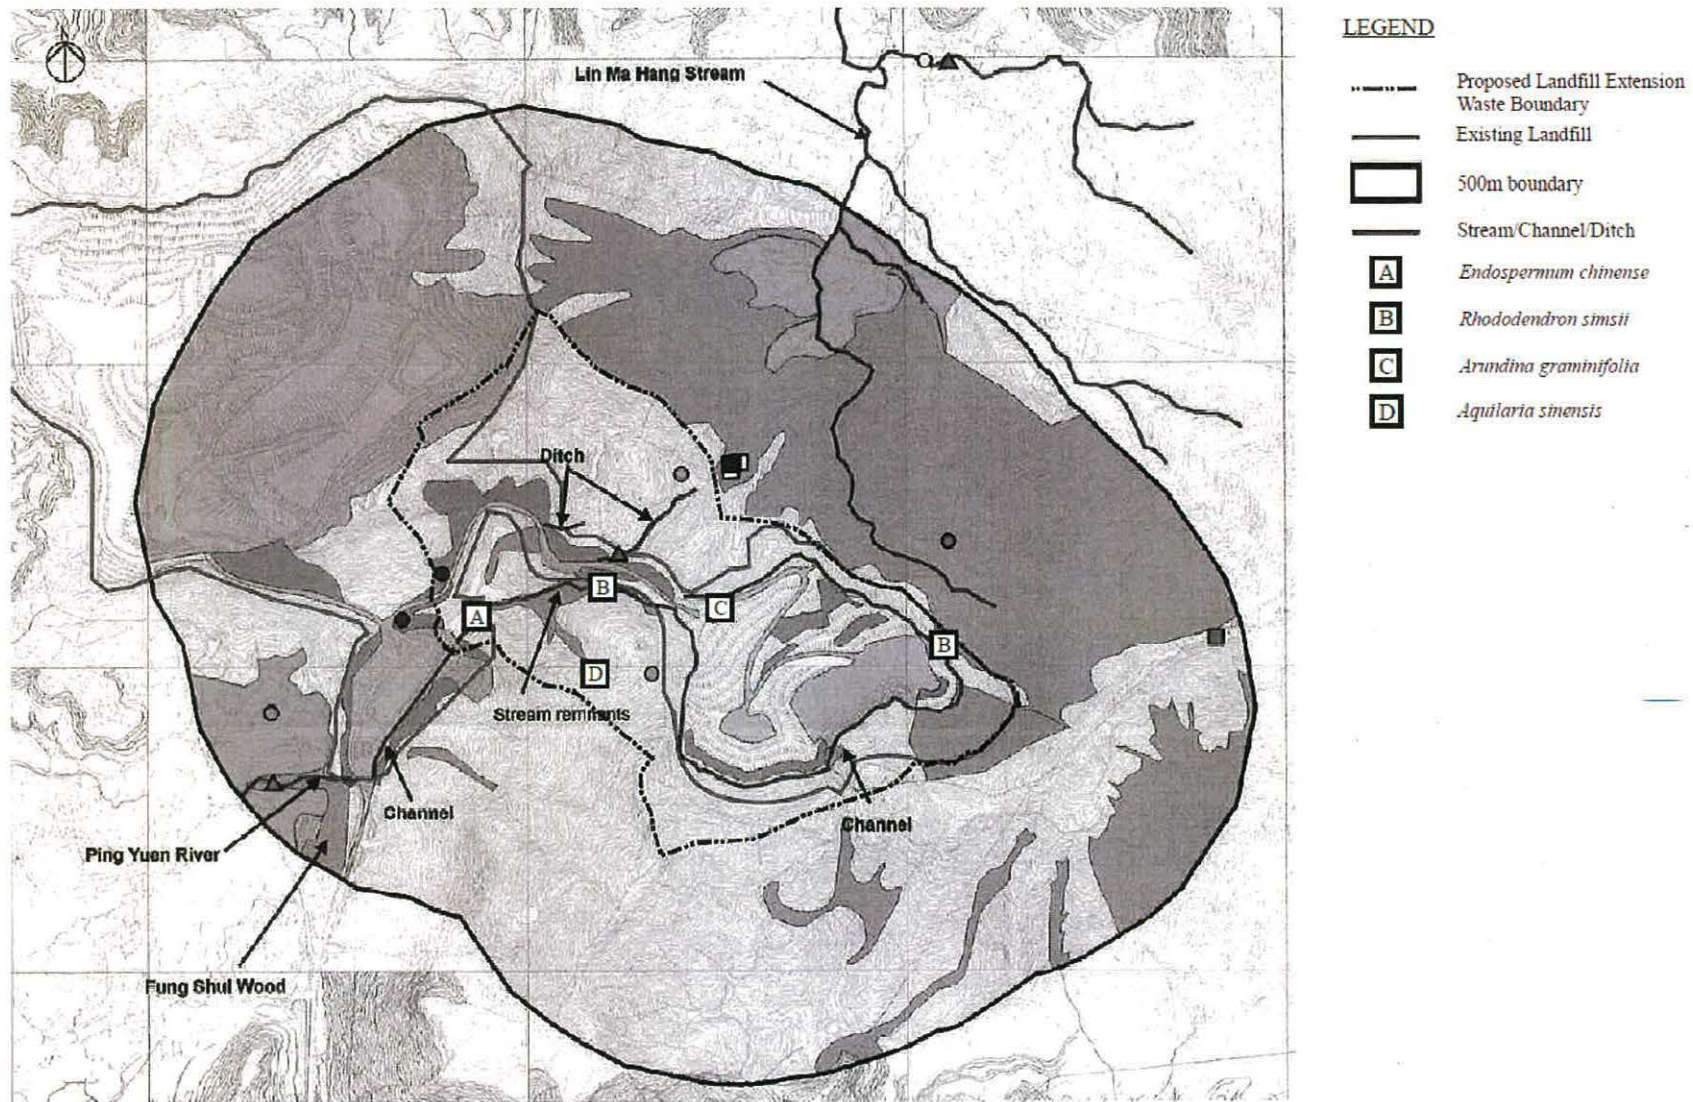 N
Lin Ma Hang Stream
Ditch
B
A
C
B
D
Stream remnants
Channel
Channel
Ping Yuen River
Fung Shui Wood
LEGEND
Proposed Landfill Extension
Waste Boundary
Existing Landfill
500m boundary
Stream/Channel/Ditch
A Endospermum chinense
B Rhododendron simsii
C Arundina graminifolia
D Aquilaria sinensis